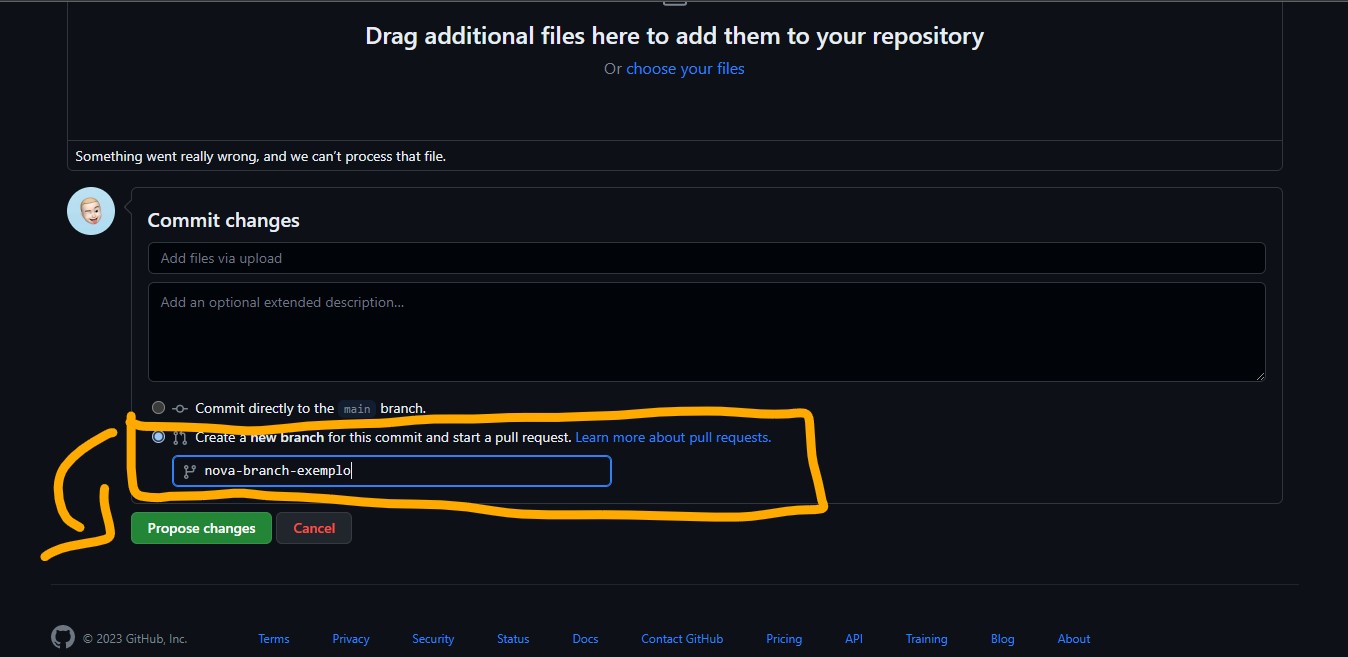 Drag additional files here to add them to your repository
Or choose your files
Something went really wrong, and we can’t process that file.
Commit changes
Add files via upload
Add an optional extended description...
Commit directly to the main branch.
Create a new branch for this commit and start a pull request. Learn more about pull requests.
nova-branch-exemplo
Propose changes Cancel
© 2023 GitHub, Inc. Terms Privacy Security Status Docs Contact GitHub Pricing API Training Blog About